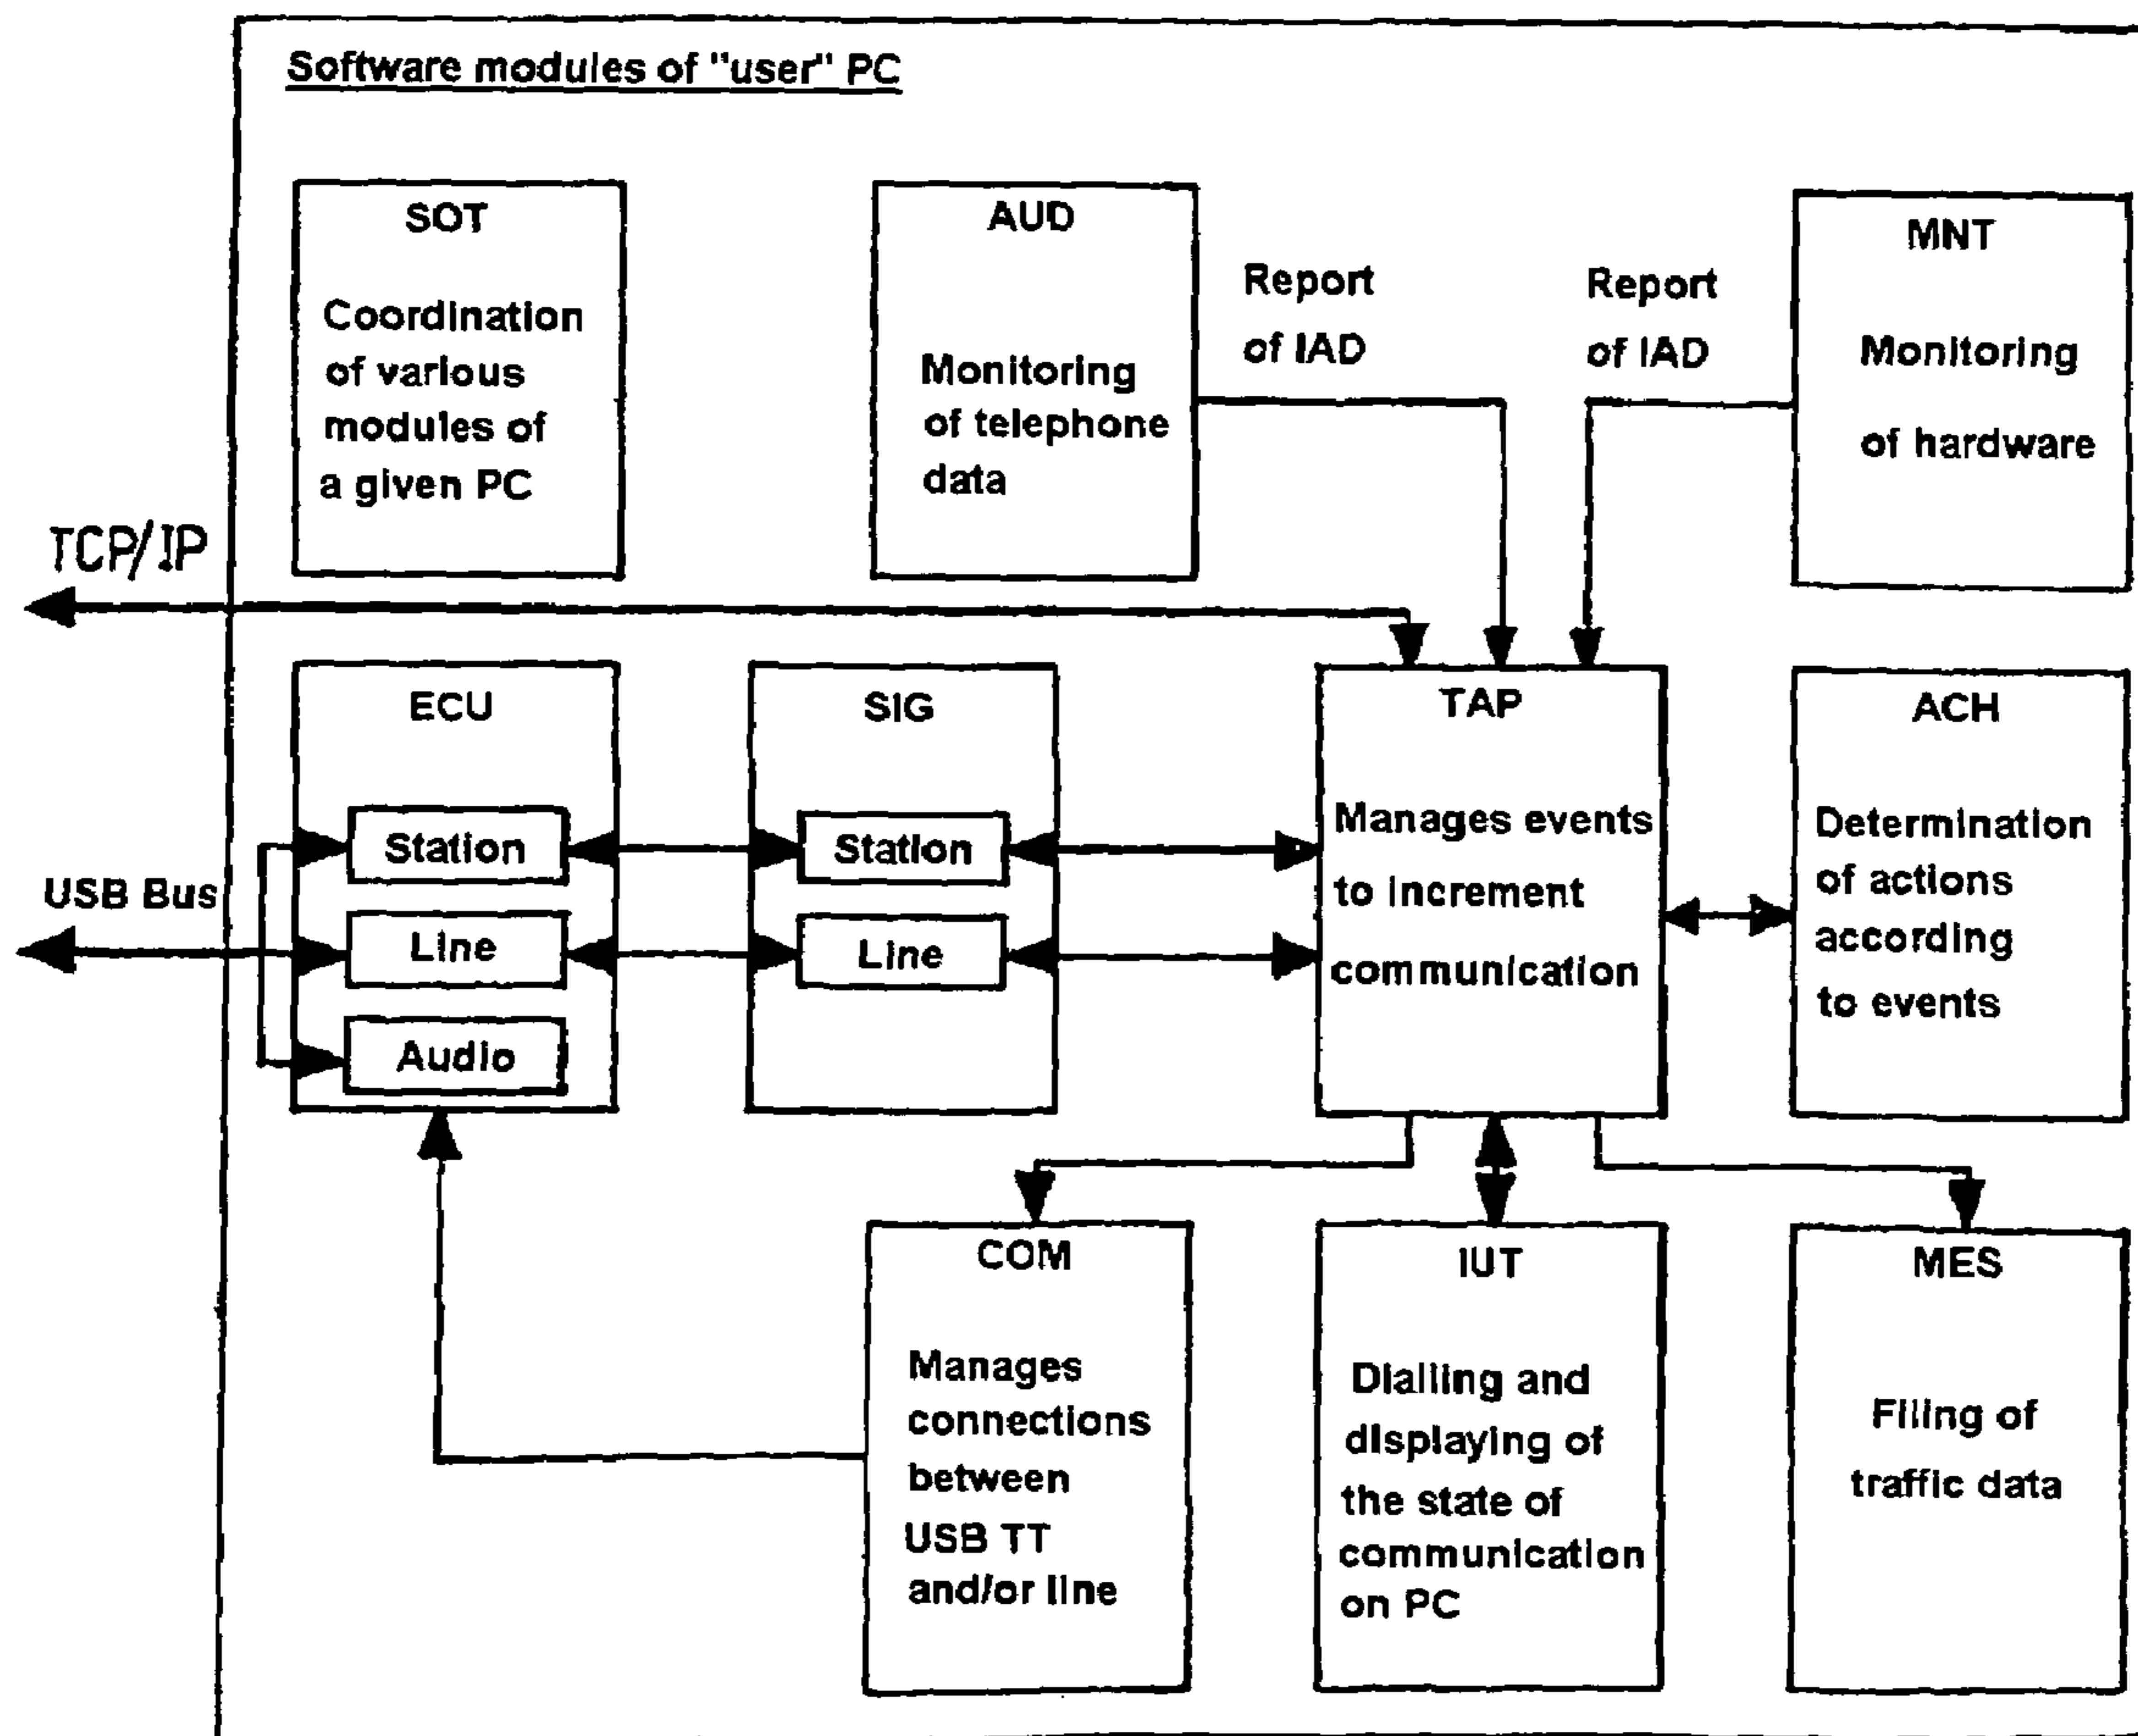 Software modules of "user" PC
SOT
Coordination
of various
modules of
a given PC
AUD
Monitoring
of telephone
data
Report
of IAD
Report
of IAD
MNT
Monitoring
of hardware
TCP/IP
USB Bus
ECU
Station
Line
Audio
SIG
Station
Line
TAP
Manages events
to increment
communication
ACH
Determination
of actions
according
to events
COM
Manages
connections
between
USB TT
and/or line
IUT
Dialling and
displaying of
the state of
communication
on PC
MES
Filing of
traffic data